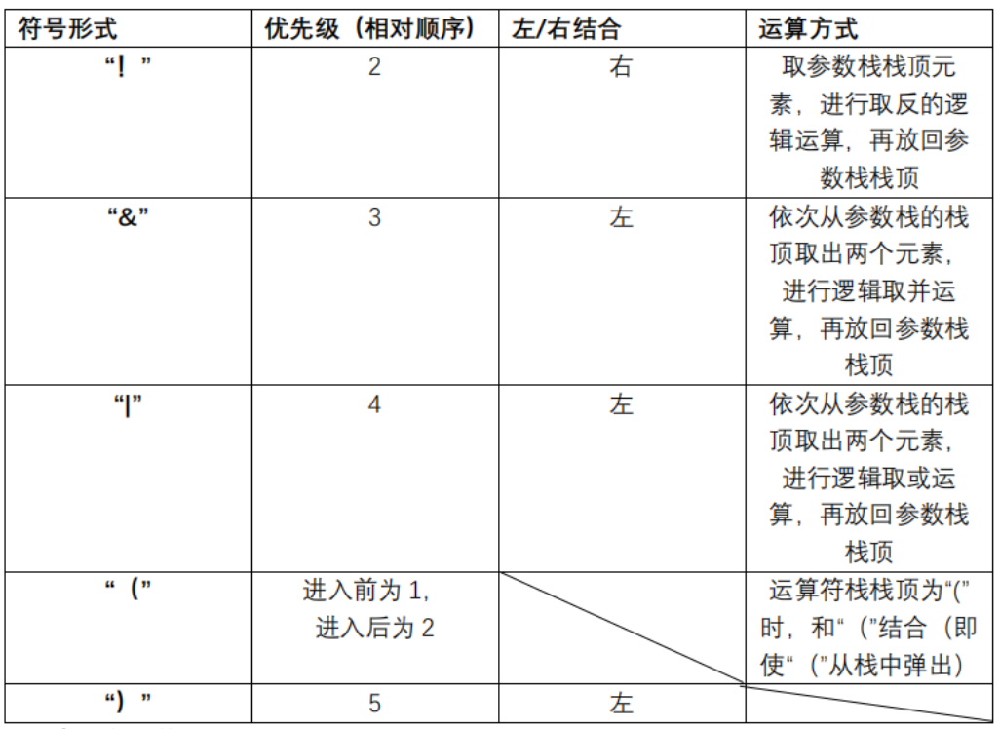 符号形式 优先级（相对顺序） 左/右结合 运算方式
“！” 2 右 取参数栈栈顶元
素，进行取反的逻
辑运算，再放回参
数栈栈顶
“&” 3 左 依次从参数栈的栈
顶取出两个元素，
进行逻辑取并运
算，再放回参数栈
栈顶
“|” 4 左 依次从参数栈的栈
顶取出两个元素，
进行逻辑取或运
算，再放回参数栈
栈顶
“（” 进入前为 1, 运算符栈栈顶为“(”
进入后为 2 时，和“（”结合（即
使“（”从栈中弹出）
“）” 5 左